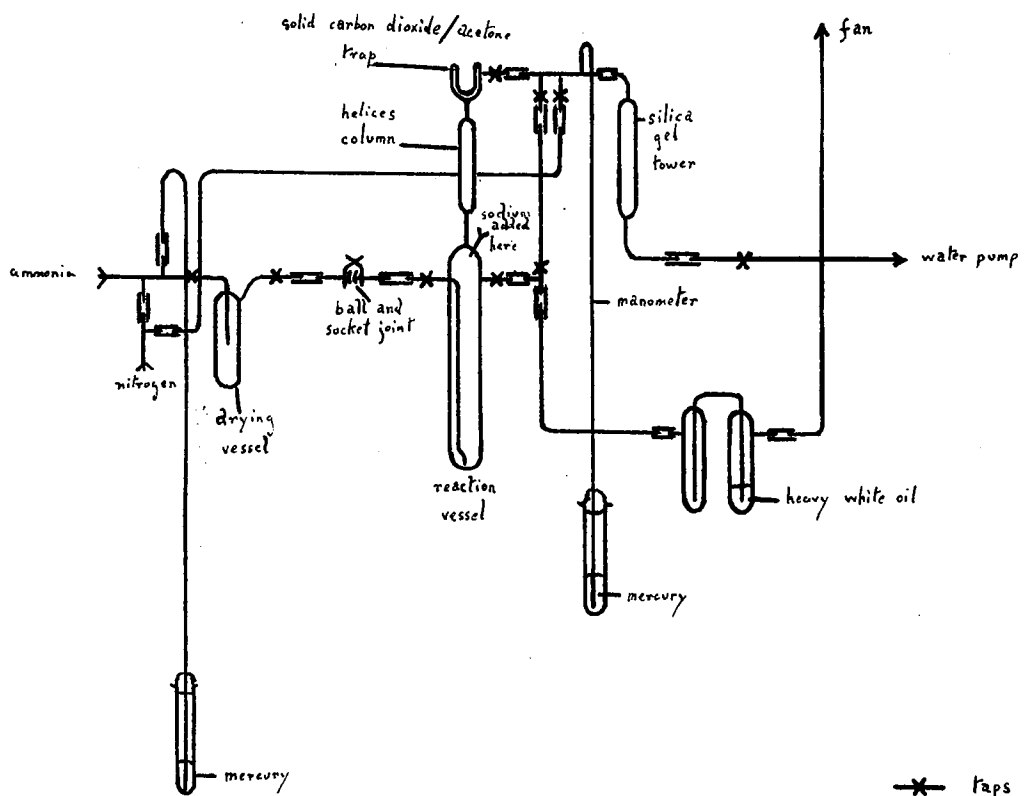 solid carbon dioxide/acetone
trap
fan
helices
column
silica
gel
tower
sodium
added
here
ammonia
water pump
ball and
socket joint
manometer
nitrogen
drying
vessel
reaction
vessel
heavy white oil
mercury
mercury
taps